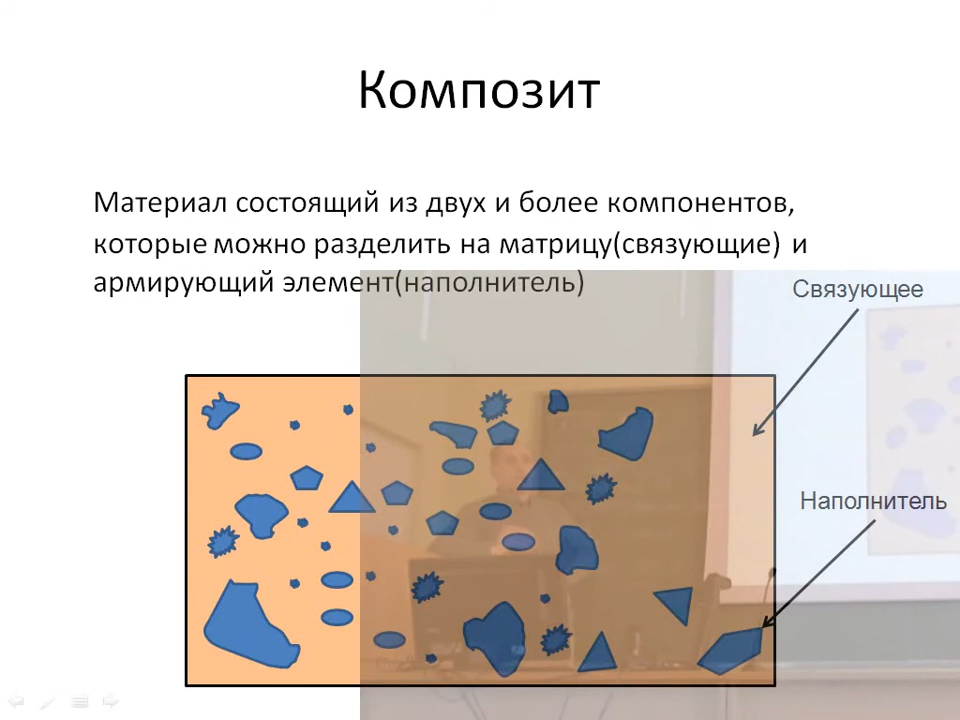 Композит
Материал состоящий из двух и более компонентов,
которые можно разделить на матрицу(связующие) и
армирующий элемент(наполнитель)
Связующее
Наполнитель